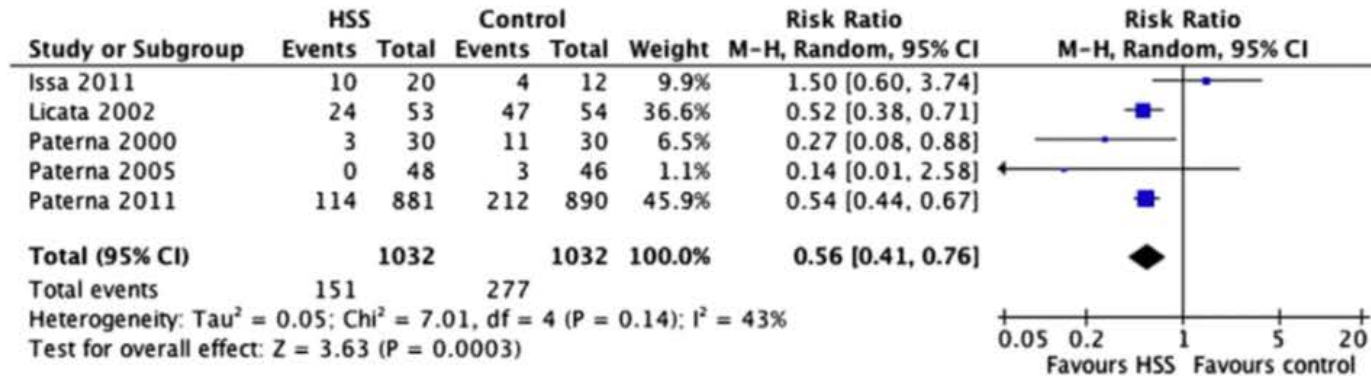 HSS Control Risk Ratio Risk Ratio
Study or Subgroup Events Total Events Total Weight M-H, Random, 95% CI M-H, Random, 95% CI
Issa 2011 10 20 4 12 9.9% 1.50 [0.60, 3.74]
Licata 2002 24 53 47 54 36.6% 0.52 [0.38, 0.71]
Paterna 2000 3 30 11 30 6.5% 0.27 [0.08, 0.88]
Paterna 2005 0 48 3 46 1.1% 0.14 [0.01, 2.58]
Paterna 2011 114 881 212 890 45.9% 0.54 [0.44, 0.67]
Total (95% CI) 1032 1032 100.0% 0.56 [0.41, 0.76]
Total events 151 277
Heterogeneity: Tau² = 0.05; Chi² = 7.01, df = 4 (P = 0.14); I² = 43%
Test for overall effect: Z = 3.63 (P = 0.0003)
0.05 0.2 1 5 20
Favours HSS Favours control